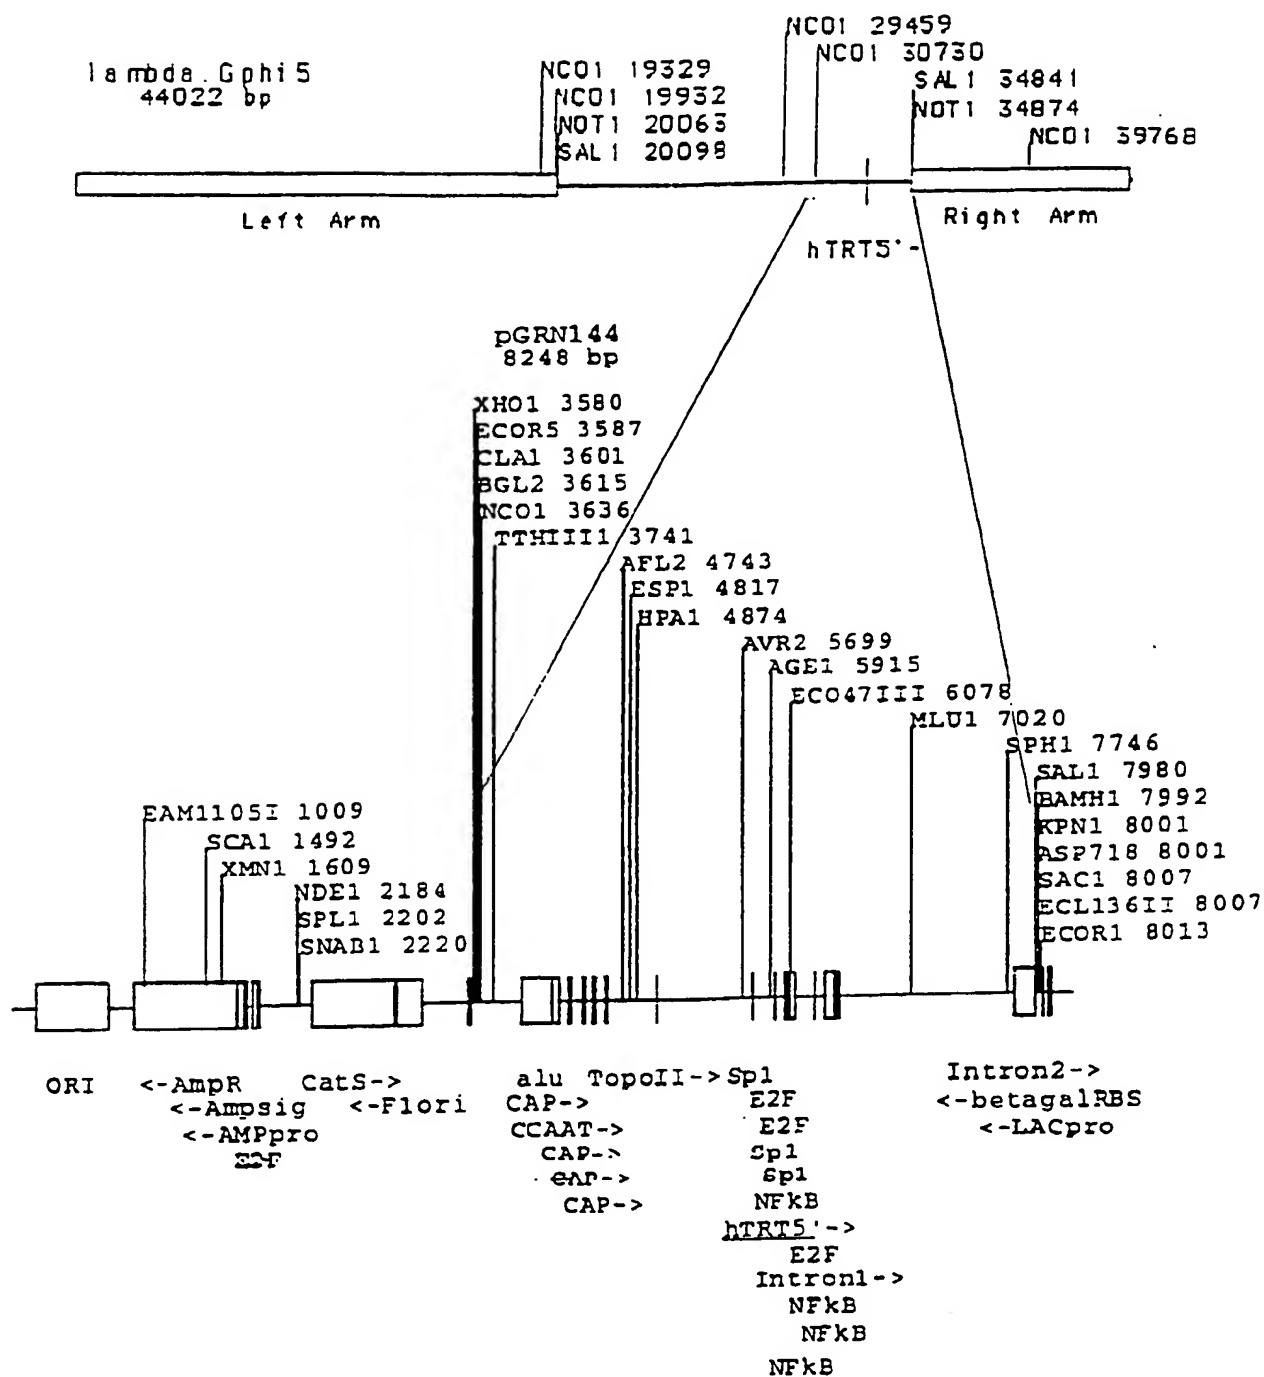 lambda.Gphi5
44022 bp
NCO1 19329
NCO1 19932
NOT1 20063
SAL1 20098
NCO1 29459
NCO1 30730
SAL1 34841
NOT1 34874
NCO1 39768
Left Arm
Right Arm
hTRT5'-
pGRN144
8248 bp
XHO1 3580
ECOR5 3587
CLA1 3601
BGL2 3615
NCO1 3636
TTHIII1 3741
AFL2 4743
ESP1 4817
HPA1 4874
AVR2 5699
AGE1 5915
ECO47III 6078
MLU1 7020
SPH1 7746
SAL1 7980
BAMH1 7992
KPN1 8001
ASP718 8001
SAC1 8007
ECL136II 8007
ECOR1 8013
EAM1105I 1009
SCA1 1492
XMN1 1609
NDE1 2184
SPL1 2202
SNAB1 2220
ORI
<-AmpR
<-Ampsig
<-AMPpro
E2F
CatS->
<-F1ori
alu TopoII->
CAP->
CCAAT->
CAP->
CAP->
CAP->
Sp1
E2F
E2F
Sp1
Sp1
NFkB
hTRT5'->
E2F
Intron1->
NFkB
NFkB
NFkB
Intron2->
<-betagalRBS
<-LACpro